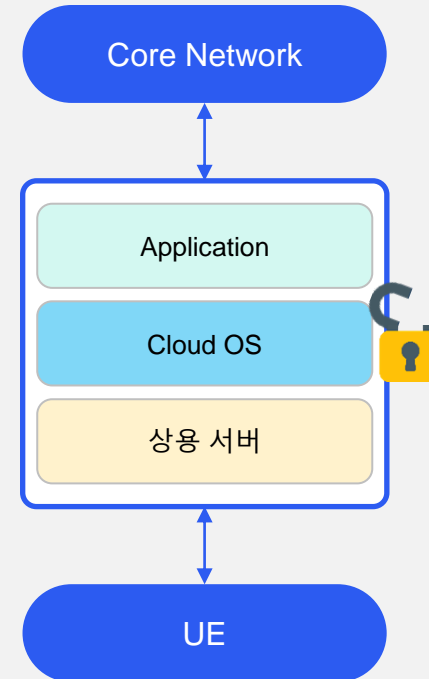 Core Network
Application
Cloud OS
상용 서버
UE